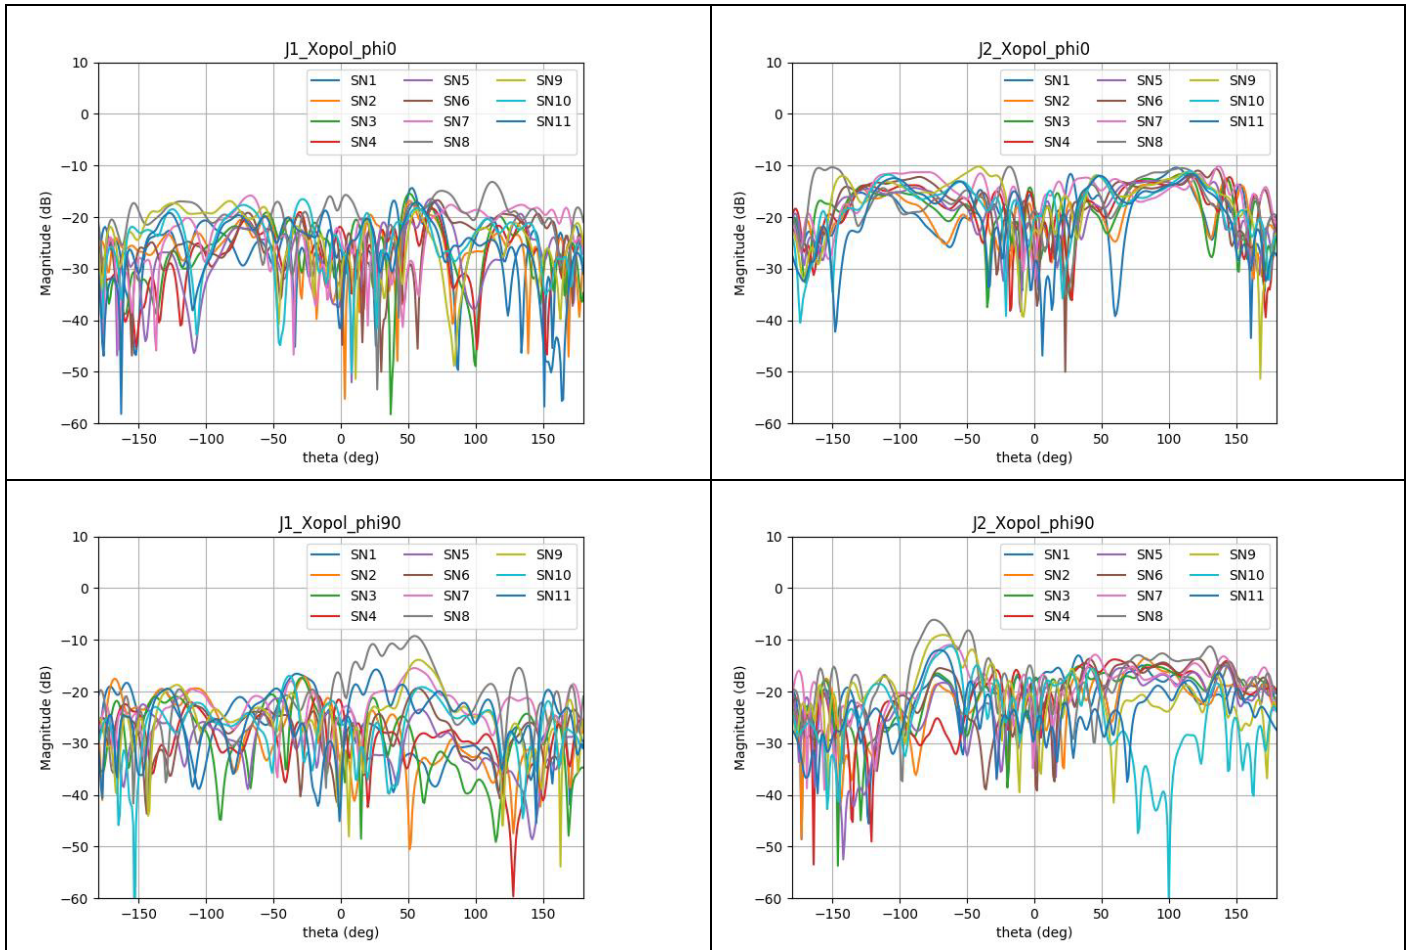 J1_Xopol_phi0
10
0
−10
−20
−30
−40
−50
−60
Magnitude (dB)
SN1 SN5 SN9
SN2 SN6 SN10
SN3 SN7 SN11
SN4 SN8
−150 −100 −50 0 50 100 150
theta (deg)
J2_Xopol_phi0
10
0
−10
−20
−30
−40
−50
−60
Magnitude (dB)
SN1 SN5 SN9
SN2 SN6 SN10
SN3 SN7 SN11
SN4 SN8
−150 −100 −50 0 50 100 150
theta (deg)
J1_Xopol_phi90
10
0
−10
−20
−30
−40
−50
−60
Magnitude (dB)
SN1 SN5 SN9
SN2 SN6 SN10
SN3 SN7 SN11
SN4 SN8
−150 −100 −50 0 50 100 150
theta (deg)
J2_Xopol_phi90
10
0
−10
−20
−30
−40
−50
−60
Magnitude (dB)
SN1 SN5 SN9
SN2 SN6 SN10
SN3 SN7 SN11
SN4 SN8
−150 −100 −50 0 50 100 150
theta (deg)